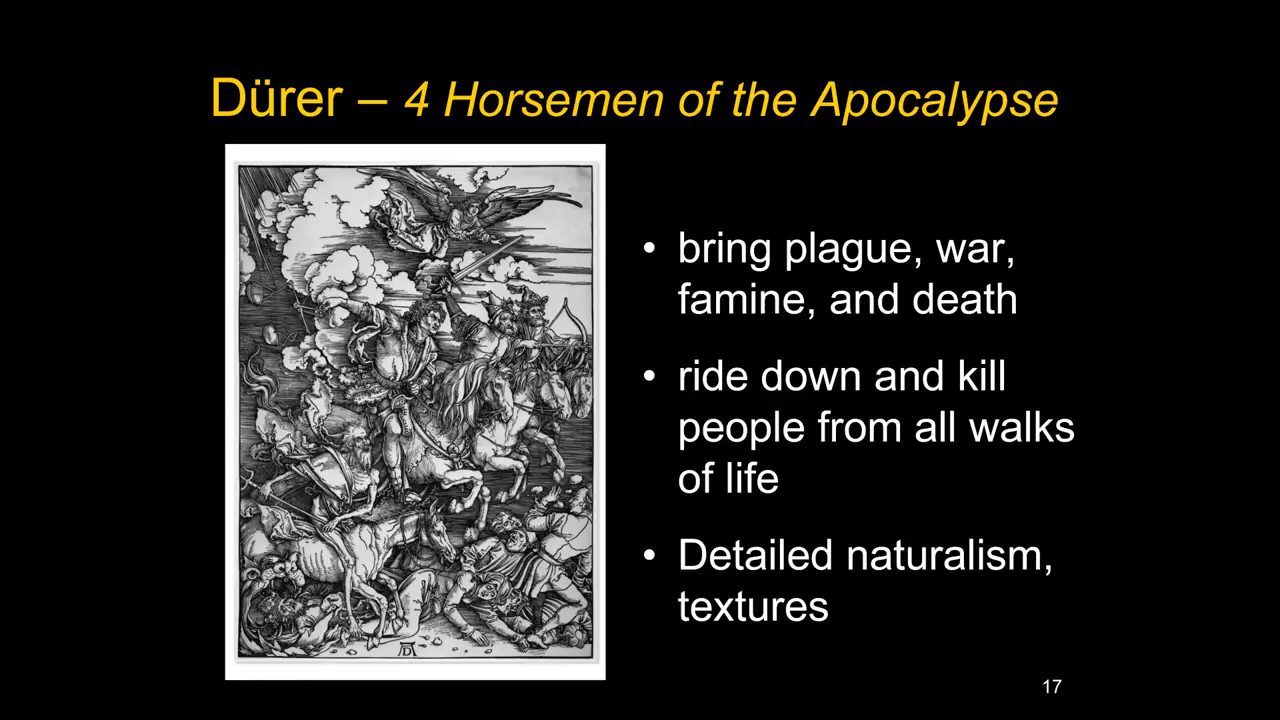 Dürer – 4 Horsemen of the Apocalypse
• bring plague, war,
famine, and death
• ride down and kill
people from all walks
of life
• Detailed naturalism,
textures
AD
17